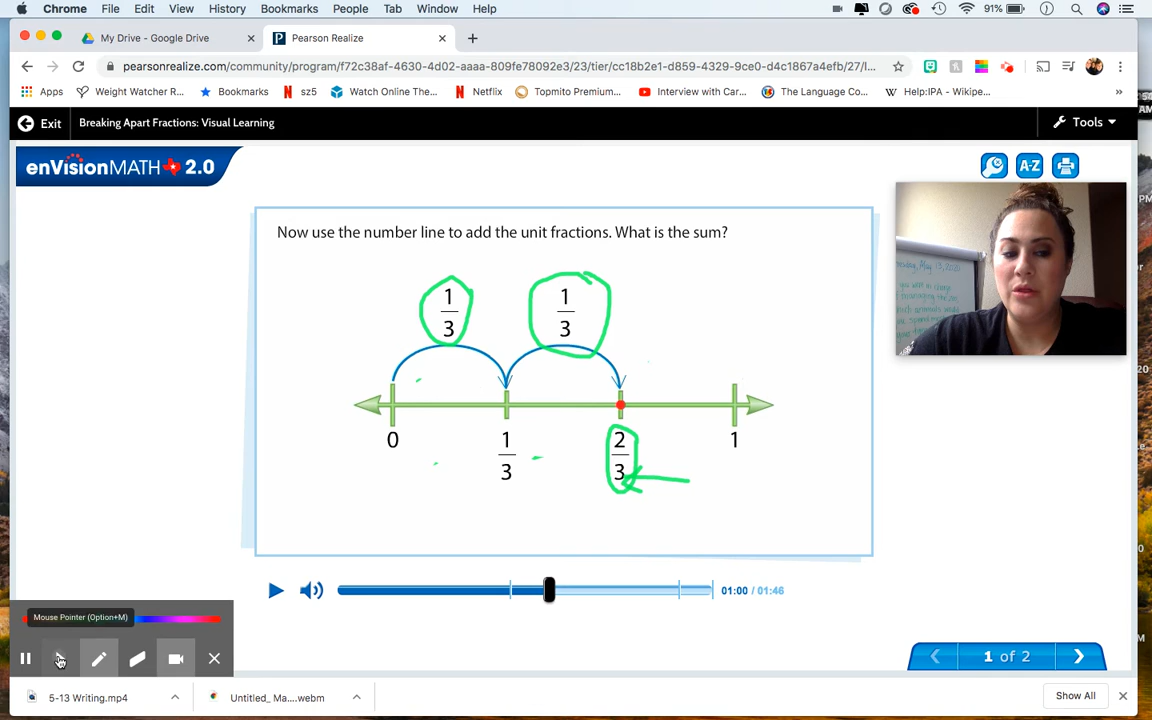 Chrome File Edit View History Bookmarks People Tab Window Help 91%
My Drive - Google Drive Pearson Realize
pearsonrealize.com/community/program/f72c38af-4630-4d02-aaaa-809fe78092e3/23/tier/cc18b2e1-d859-4329-9ce0-d4c1867a4efb/27/l...
Apps Weight Watcher R... Bookmarks sz5 Watch Online The... Netflix Topmito Premium... Interview with Car... The Language Co... Help:IPA - Wikipe... »
Exit Breaking Apart Fractions: Visual Learning Tools
enVisionMATH 2.0 A-Z
Now use the number line to add the unit fractions. What is the sum?
1/3 1/3
0 1/3 2/3 1
01:00 / 01:46
Mouse Pointer (Option+M)
1 of 2
5-13 Writing.mp4 Untitled_ Ma....webm Show All